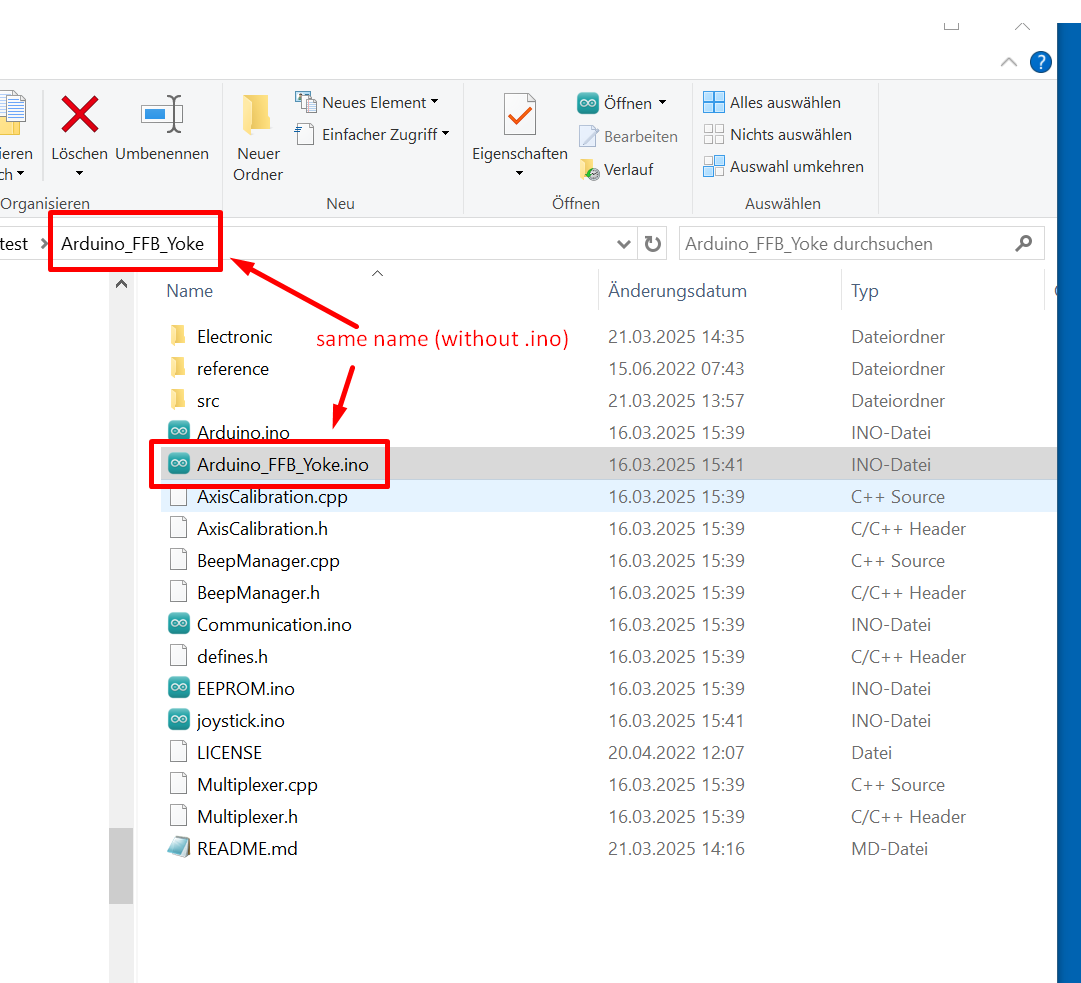 ?
ieren
ch
Löschen
Umbenennen
Neuer
Ordner
Neues Element
Einfacher Zugriff
Eigenschaften
Öffnen
Bearbeiten
Verlauf
Alles auswählen
Nichts auswählen
Auswahl umkehren
Organisieren
Neu
Öffnen
Auswählen
test > Arduino_FFB_Yoke
Arduino_FFB_Yoke durchsuchen
Name Änderungsdatum Typ
same name (without .ino)
Electronic 21.03.2025 14:35 Dateiordner
reference 15.06.2022 07:43 Dateiordner
src 21.03.2025 13:57 Dateiordner
Arduino.ino 16.03.2025 15:39 INO-Datei
Arduino_FFB_Yoke.ino 16.03.2025 15:41 INO-Datei
AxisCalibration.cpp 16.03.2025 15:39 C++ Source
AxisCalibration.h 16.03.2025 15:39 C/C++ Header
BeepManager.cpp 16.03.2025 15:39 C++ Source
BeepManager.h 16.03.2025 15:39 C/C++ Header
Communication.ino 16.03.2025 15:39 INO-Datei
defines.h 16.03.2025 15:39 C/C++ Header
EEPROM.ino 16.03.2025 15:39 INO-Datei
joystick.ino 16.03.2025 15:41 INO-Datei
LICENSE 20.04.2022 12:07 Datei
Multiplexer.cpp 16.03.2025 15:39 C++ Source
Multiplexer.h 16.03.2025 15:39 C/C++ Header
README.md 21.03.2025 14:16 MD-Datei